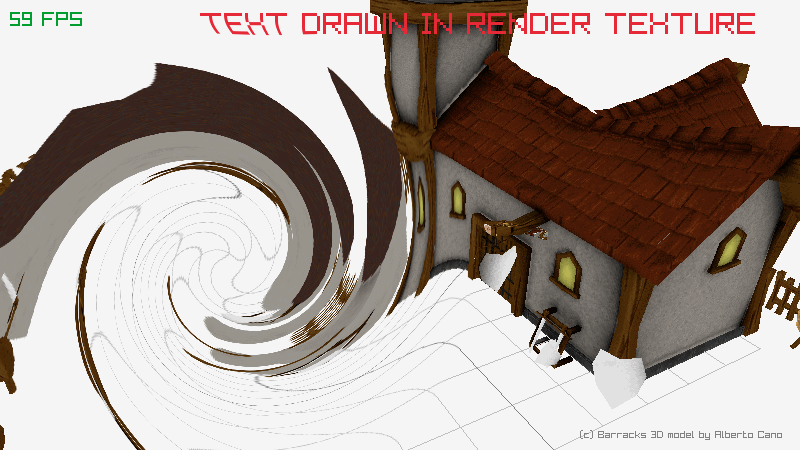 59 FPS
TEXT DRAWN IN RENDER TEXTURE
(c) Barracks 3D model by Alberto Cano